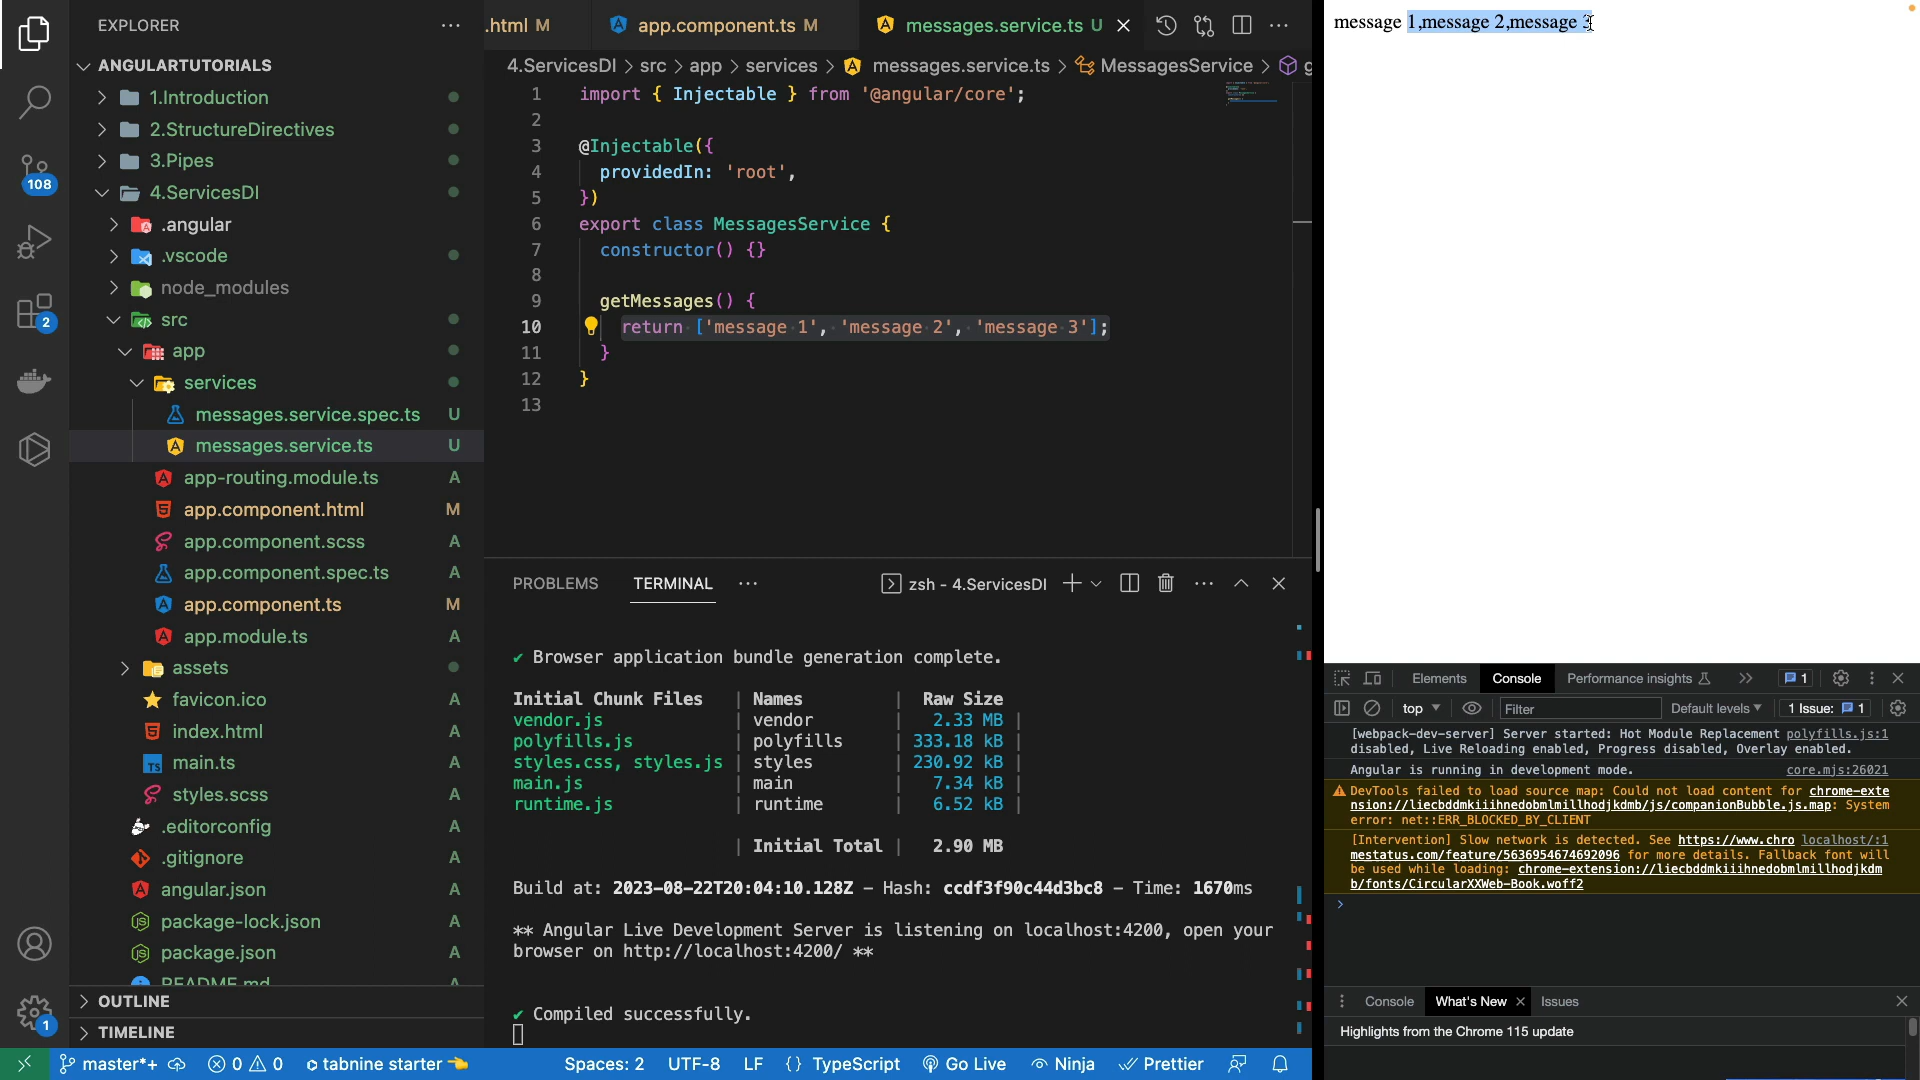 EXPLORER
ANGULARTUTORIALS
1.Introduction
2.StructureDirectives
3.Pipes
4.ServicesDI
.angular
.vscode
node_modules
src
app
services
messages.service.spec.ts U
messages.service.ts U
app-routing.module.ts A
app.component.html M
app.component.scss A
app.component.spec.ts A
app.component.ts M
app.module.ts A
assets
favicon.ico A
index.html A
main.ts A
styles.scss A
.editorconfig A
.gitignore A
angular.json A
package-lock.json A
package.json A
README.md A
OUTLINE
TIMELINE
108
2
1
.html M
app.component.ts M
messages.service.ts U
4.ServicesDI > src > app > services > messages.service.ts > MessagesService > g
1 import { Injectable } from '@angular/core';
2
3 @Injectable({
4 providedIn: 'root',
5 })
6 export class MessagesService {
7 constructor() {}
8
9 getMessages() {
10 return ['message 1', 'message 2', 'message 3'];
11 }
12 }
13
PROBLEMS TERMINAL
zsh - 4.ServicesDI
✔ Browser application bundle generation complete.
Initial Chunk Files | Names | Raw Size
vendor.js | vendor | 2.33 MB |
polyfills.js | polyfills | 333.18 kB |
styles.css, styles.js | styles | 230.92 kB |
main.js | main | 7.34 kB |
runtime.js | runtime | 6.52 kB |
| Initial Total | 2.90 MB
Build at: 2023-08-22T20:04:10.128Z - Hash: ccdf3f90c44d3bc8 - Time: 1670ms
** Angular Live Development Server is listening on localhost:4200, open your
browser on http://localhost:4200/ **
✔ Compiled successfully.
master*+ 0 0 tabnine starter Spaces: 2 UTF-8 LF {} TypeScript Go Live Ninja Prettier
message 1,message 2,message 3
Elements Console Performance insights 1
top Filter Default levels 1 Issue: 1
[webpack-dev-server] Server started: Hot Module Replacement polyfills.js:1
disabled, Live Reloading enabled, Progress disabled, Overlay enabled.
Angular is running in development mode. core.mjs:26021
DevTools failed to load source map: Could not load content for chrome-exte
nsion://liecbddmkiiihnedobmlmillhodjkdmb/js/companionBubble.js.map: System
error: net::ERR_BLOCKED_BY_CLIENT
[Intervention] Slow network is detected. See https://www.chro localhost/:1
mestatus.com/feature/5636954674692096 for more details. Fallback font will
be used while loading: chrome-extension://liecbddmkiiihnedobmlmillhodjkdm
b/fonts/CircularXXWeb-Book.woff2
Console What's New Issues
Highlights from the Chrome 115 update